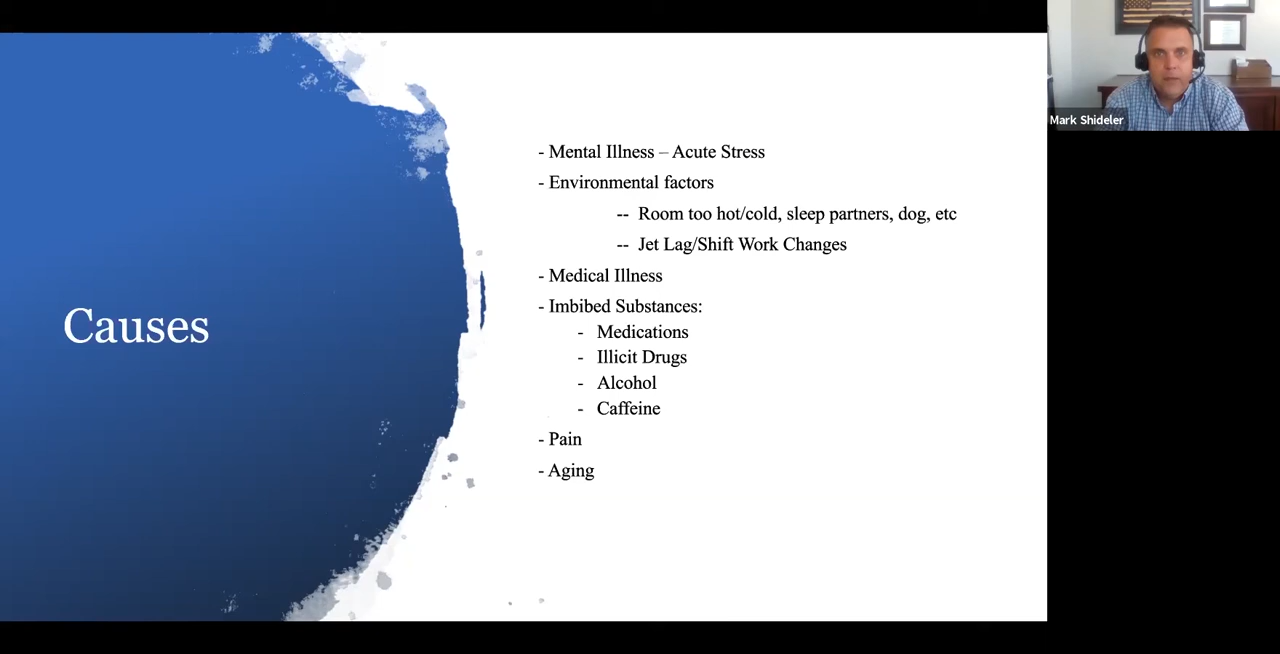 Causes
- Mental Illness – Acute Stress
- Environmental factors
-- Room too hot/cold, sleep partners, dog, etc
-- Jet Lag/Shift Work Changes
- Medical Illness
- Imbibed Substances:
- Medications
- Illicit Drugs
- Alcohol
- Caffeine
- Pain
- Aging
Mark Shideler